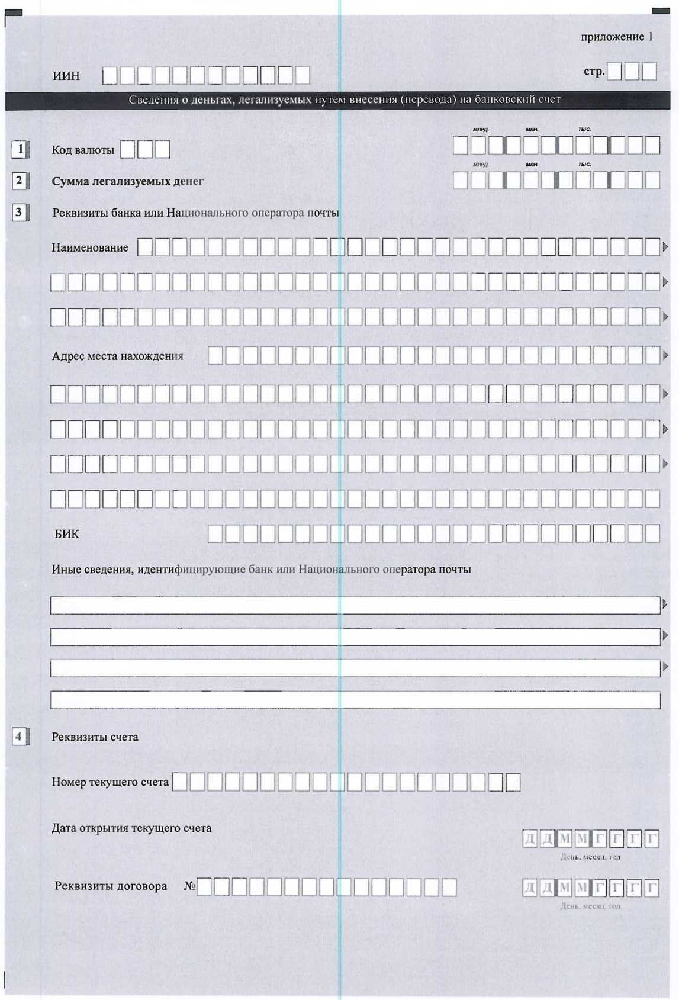 приложение 1
ИИН стр.
Сведения о деньгах, легализуемых путем внесения (перевода) на банковский счет
млрд. млн. тыс.
1 Код валюты
млрд. млн. тыс.
2 Сумма легализуемых денег
3 Реквизиты банка или Национального оператора почты
Наименование
Адрес места нахождения
БИК
Иные сведения, идентифицирующие банк или Национального оператора почты
4 Реквизиты счета
Номер текущего счета
Дата открытия текущего счета
Д Д М М Г Г Г Г
День, месяц, год
Реквизиты договора № Д Д М М Г Г Г Г
День, месяц, год